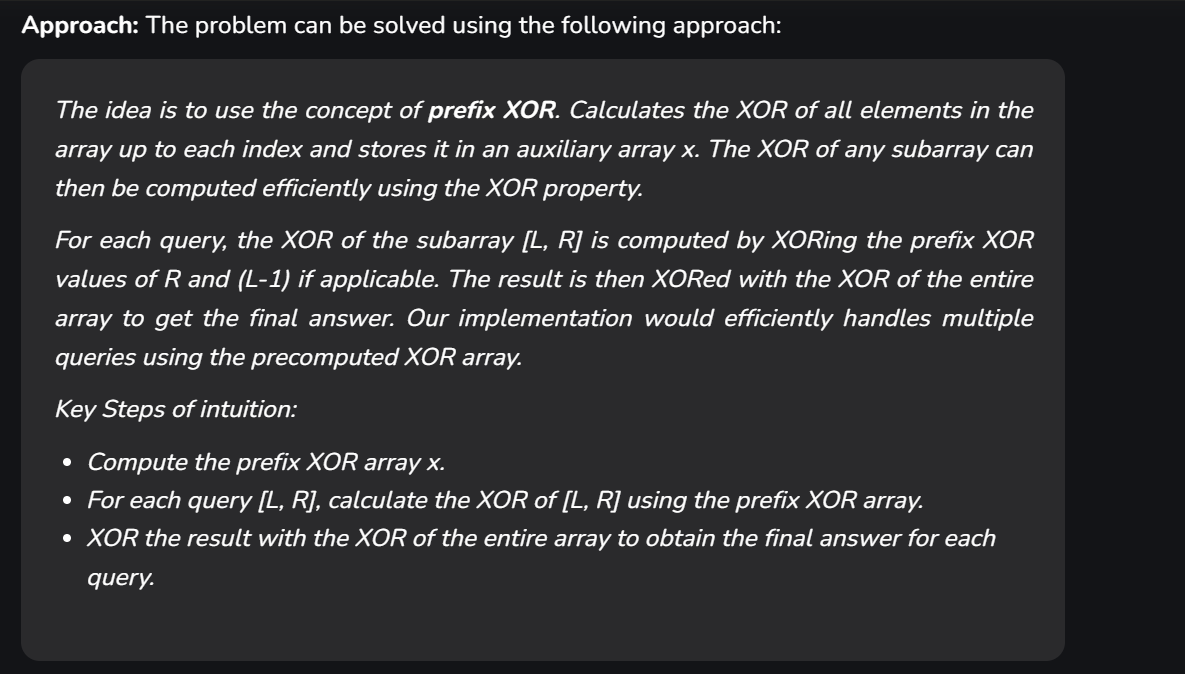 Approach: The problem can be solved using the following approach:
The idea is to use the concept of prefix XOR. Calculates the XOR of all elements in the
array up to each index and stores it in an auxiliary array x. The XOR of any subarray can
then be computed efficiently using the XOR property.
For each query, the XOR of the subarray [L, R] is computed by XORing the prefix XOR
values of R and (L-1) if applicable. The result is then XORed with the XOR of the entire
array to get the final answer. Our implementation would efficiently handles multiple
queries using the precomputed XOR array.
Key Steps of intuition:
• Compute the prefix XOR array x.
• For each query [L, R], calculate the XOR of [L, R] using the prefix XOR array.
• XOR the result with the XOR of the entire array to obtain the final answer for each
query.